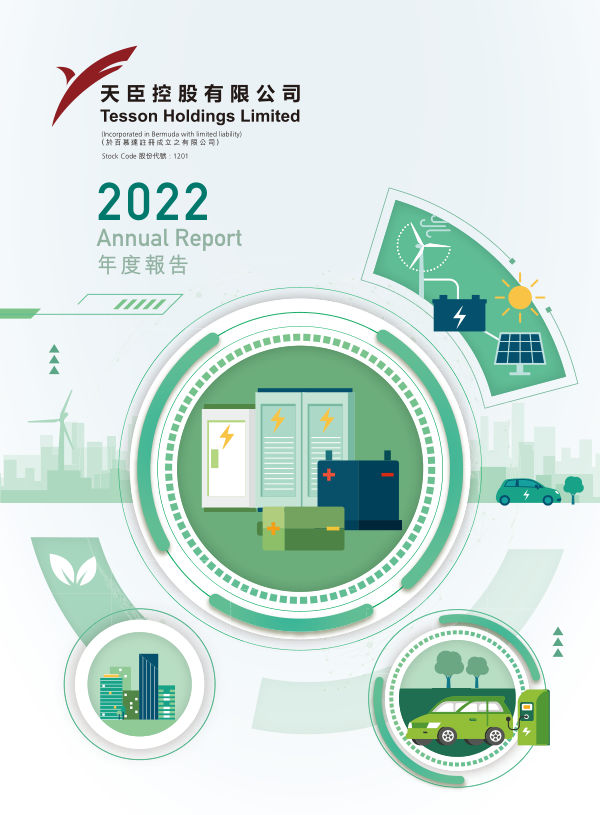 天臣控股有限公司
Tesson Holdings Limited
(Incorporated in Bermuda with limited liability)
(於百慕達註冊成立之有限公司)
Stock Code 股份代號 : 1201
2022
Annual Report
年度報告